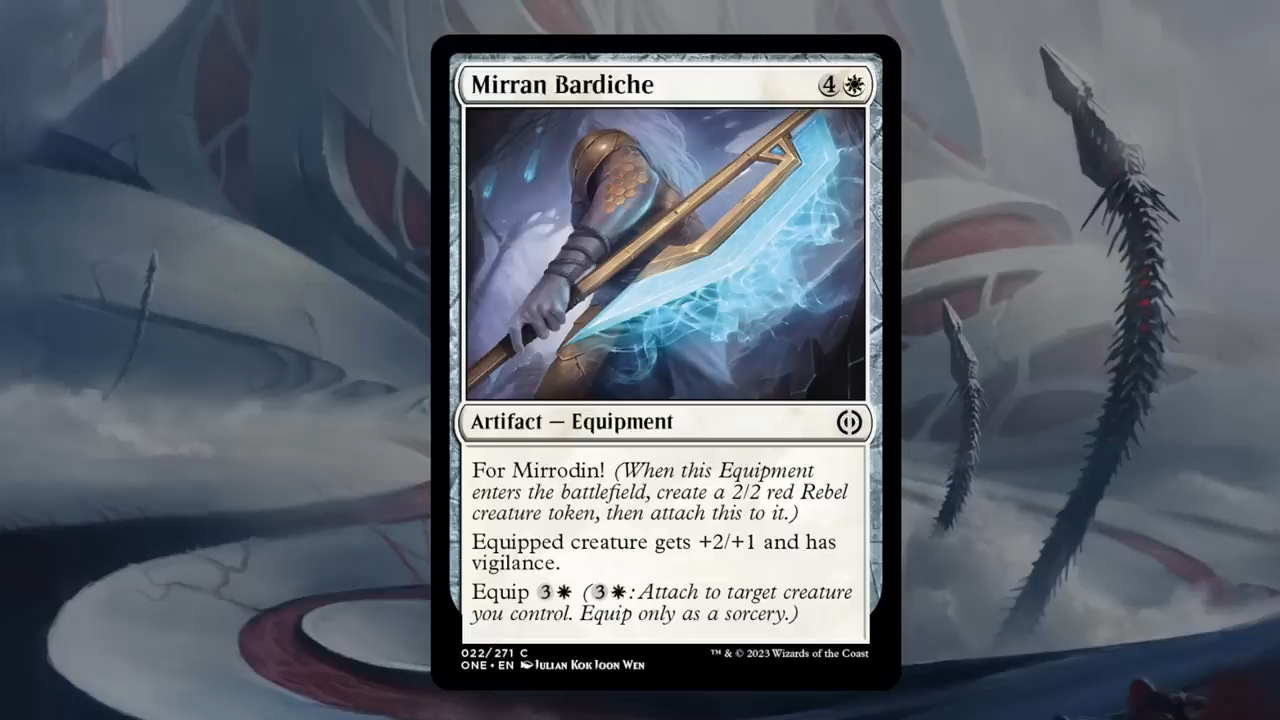 Mirran Bardiche 4
Artifact — Equipment
For Mirrodin! (When this Equipment
enters the battlefield, create a 2/2 red Rebel
creature token, then attach this to it.)
Equipped creature gets +2/+1 and has
vigilance.
Equip 3 (3: Attach to target creature
you control. Equip only as a sorcery.)
022/271 C
ONE • EN Julian Kok Joon Wen
™ & © 2023 Wizards of the Coast